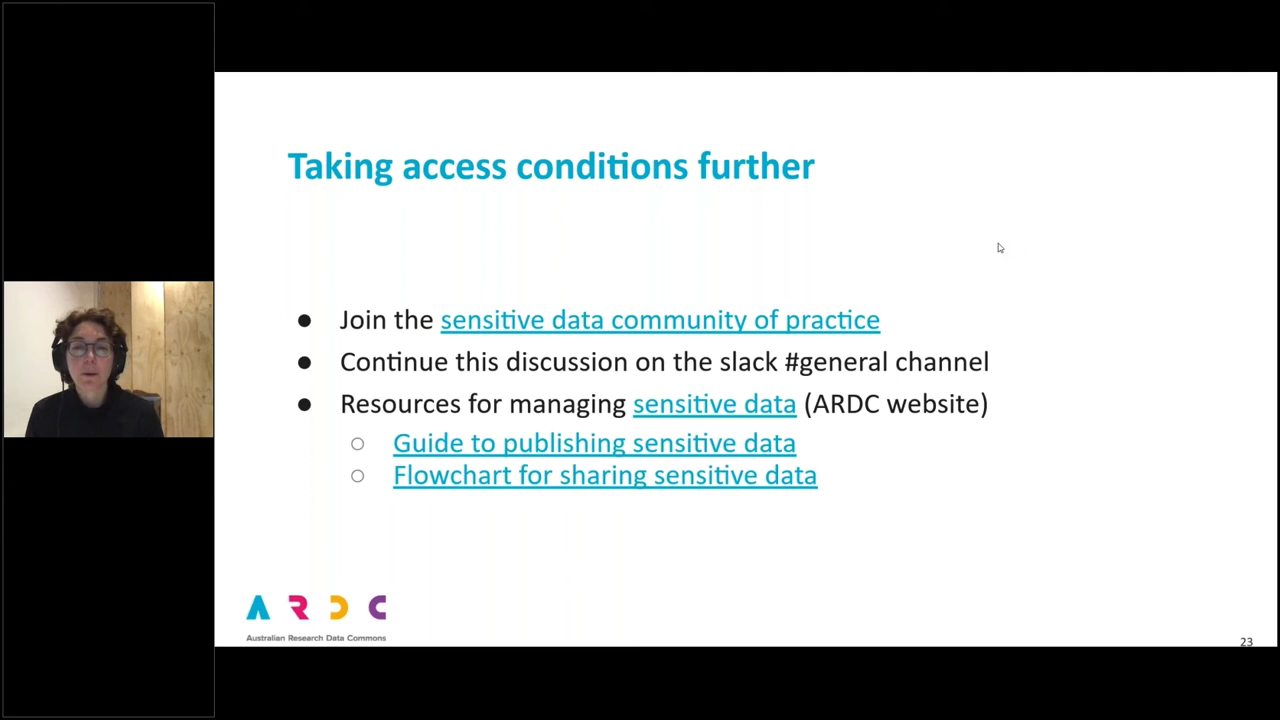 Taking access conditions further
● Join the sensitive data community of practice
● Continue this discussion on the slack #general channel
● Resources for managing sensitive data (ARDC website)
○ Guide to publishing sensitive data
○ Flowchart for sharing sensitive data
ARDC
Australian Research Data Commons
23